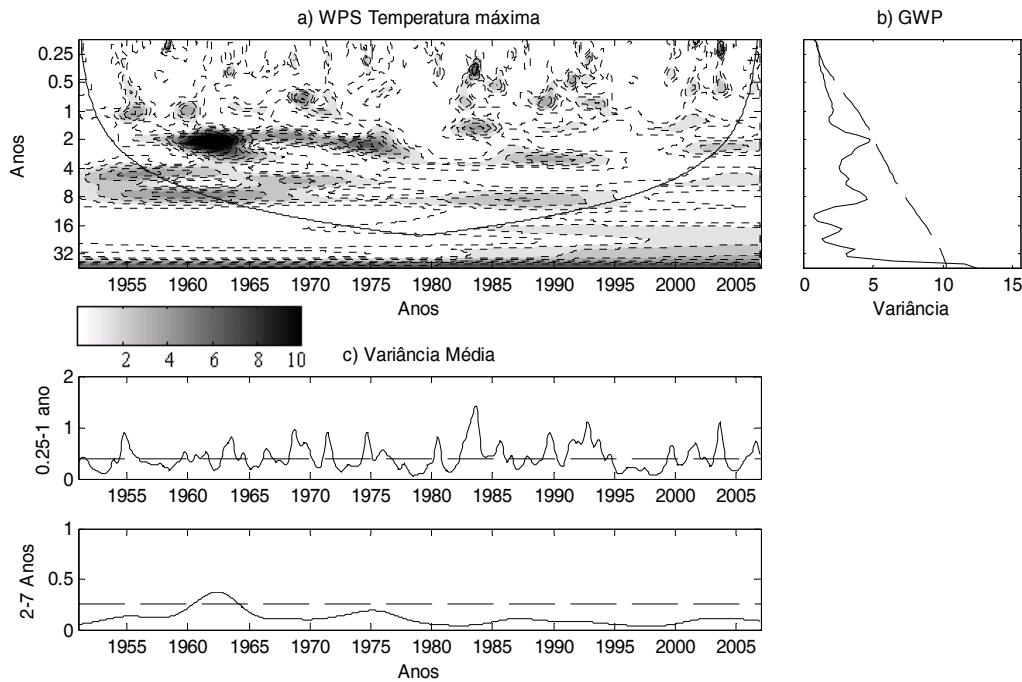 a) WPS Temperatura máxima
Anos
0.25
0.5
1
2
4
8
16
32
1955 1960 1965 1970 1975 1980 1985 1990 1995 2000 2005
Anos
b) GWP
0 5 10 15
Variância
2 4 6 8 10
c) Variância Média
0.25-1 ano
2
1
0
1955 1960 1965 1970 1975 1980 1985 1990 1995 2000 2005
2-7 Anos
1
0.5
0
1955 1960 1965 1970 1975 1980 1985 1990 1995 2000 2005
Anos